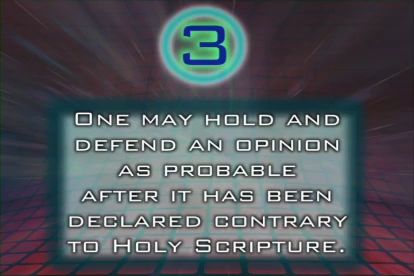 3
One may hold and
defend an opinion
as probable
after it has been
declared contrary
to Holy Scripture.